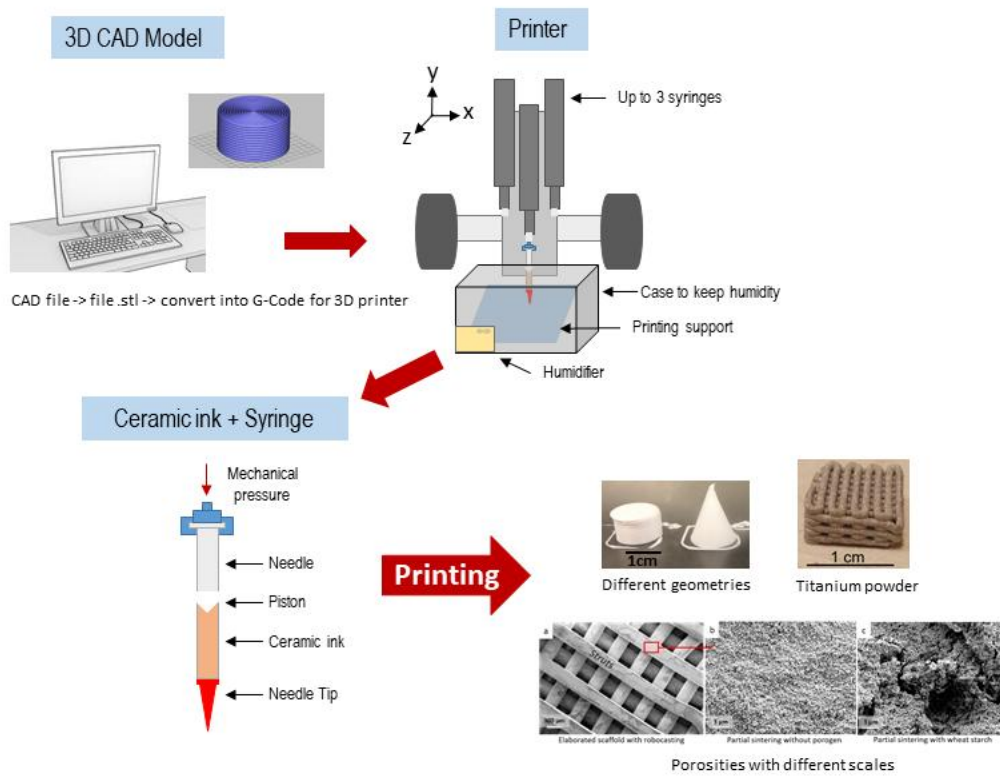 3D CAD Model
Printer
y
x
z
Up to 3 syringes
CAD file -> file .stl -> convert into G-Code for 3D printer
Case to keep humidity
Printing support
Humidifier
Ceramic ink + Syringe
Mechanical
pressure
Needle
Piston
Ceramic ink
Needle Tip
Printing
1cm
Different geometries
1 cm
Titanium powder
a
Struts
b
1 µm
c
Elaborated scaffold with robocasting
Partial sintering without porogen
Partial sintering with wheat starch
Porosities with different scales